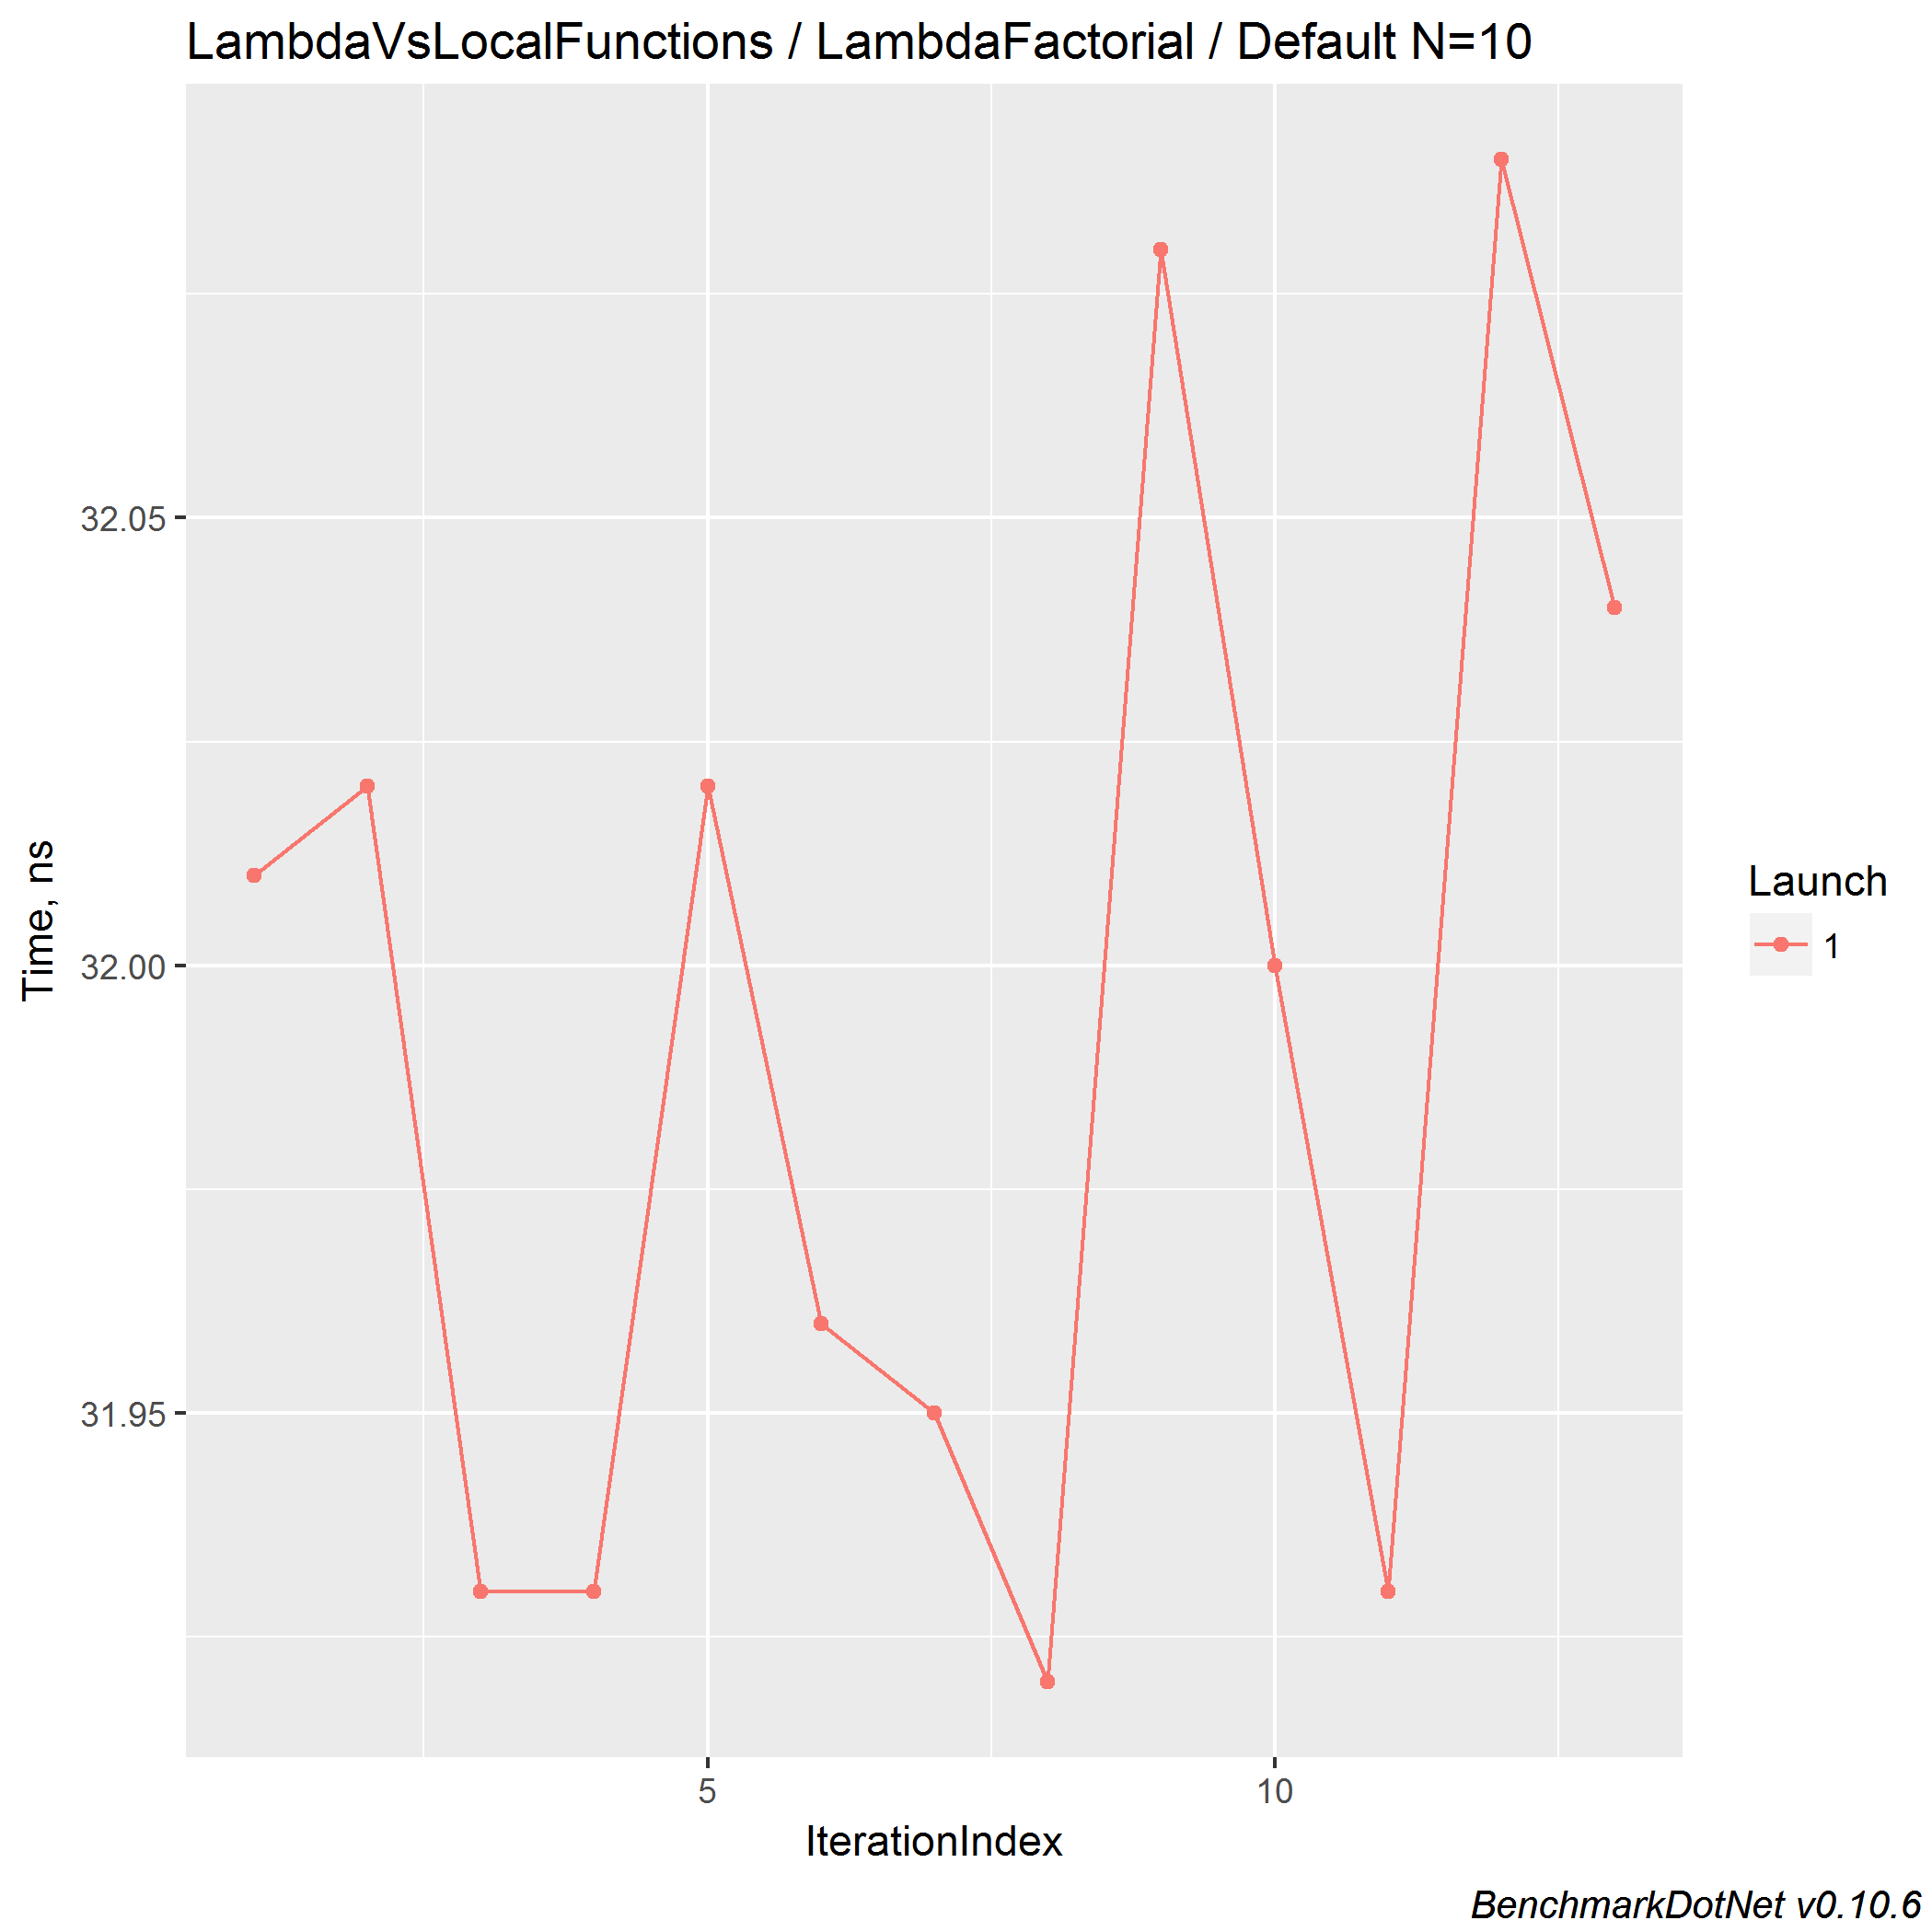 LambdaVsLocalFunctions / LambdaFactorial / Default N=10
Time, ns
32.05
32.00
31.95
5
10
IterationIndex
Launch
1
BenchmarkDotNet v0.10.6